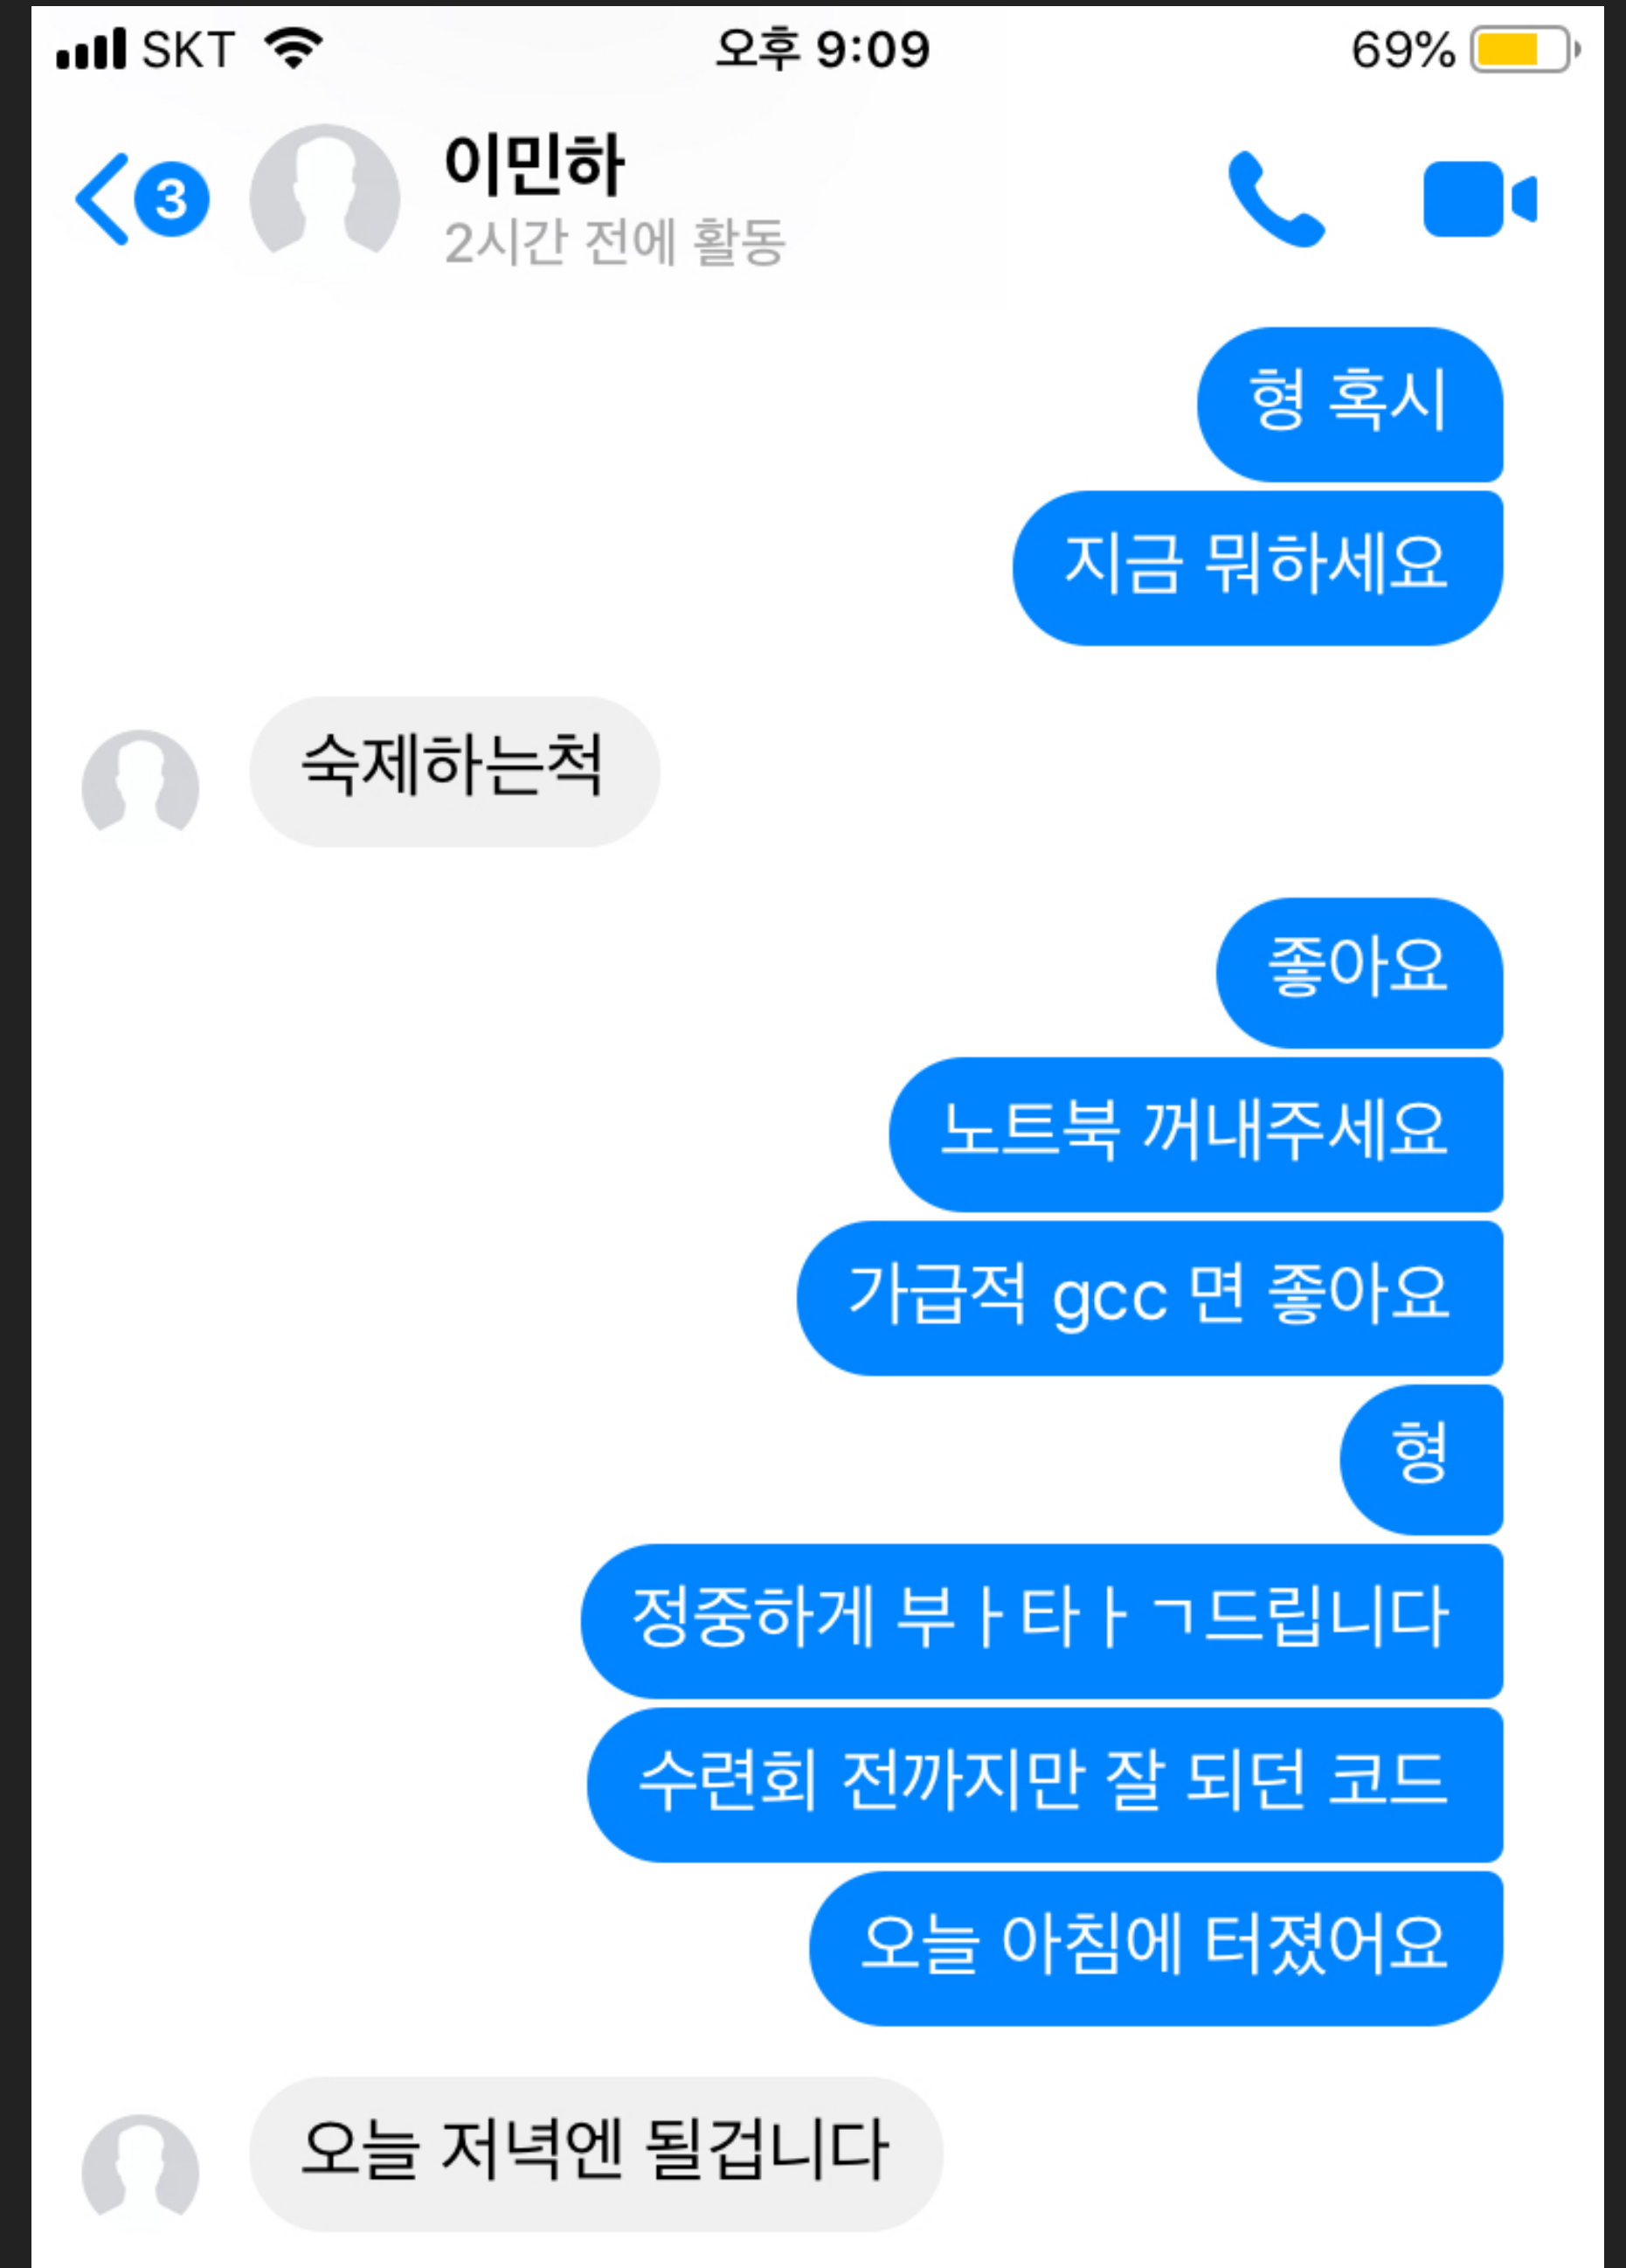 SKT 오후 9:09 69%
3 이민하
2시간 전에 활동
형 혹시
지금 뭐하세요
숙제하는척
좋아요
노트북 꺼내주세요
가급적 gcc 면 좋아요
형
정중하게 부ㅏ타ㅏㄱ드립니다
수련회 전까지만 잘 되던 코드
오늘 아침에 터졌어요
오늘 저녁엔 될겁니다